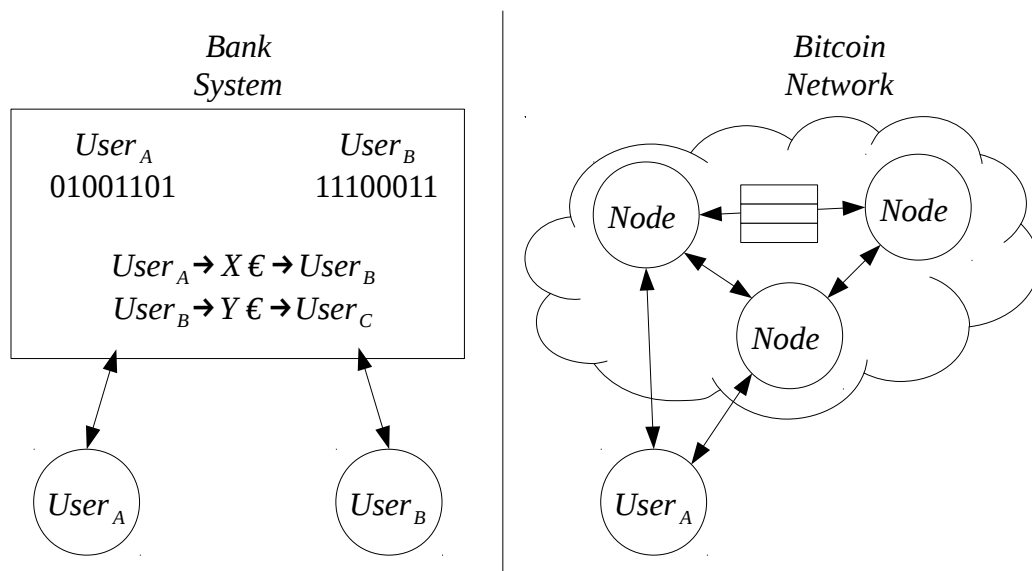 Bank
System
User_A User_B
01001101 11100011
User_A → X € → User_B
User_B → Y € → User_C
User_A
User_B
Bitcoin
Network
Node
Node
Node
User_A